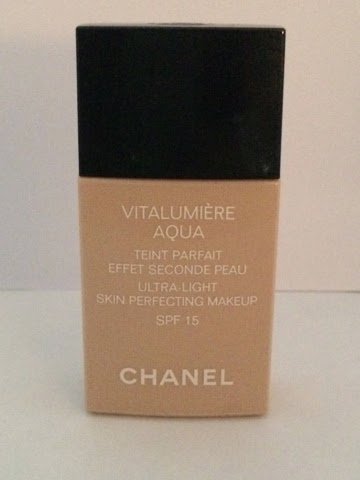 VITALUMIÈRE
AQUA
TEINT PARFAIT
EFFET SECONDE PEAU
ULTRA-LIGHT
SKIN PERFECTING MAKEUP
SPF 15
CHANEL